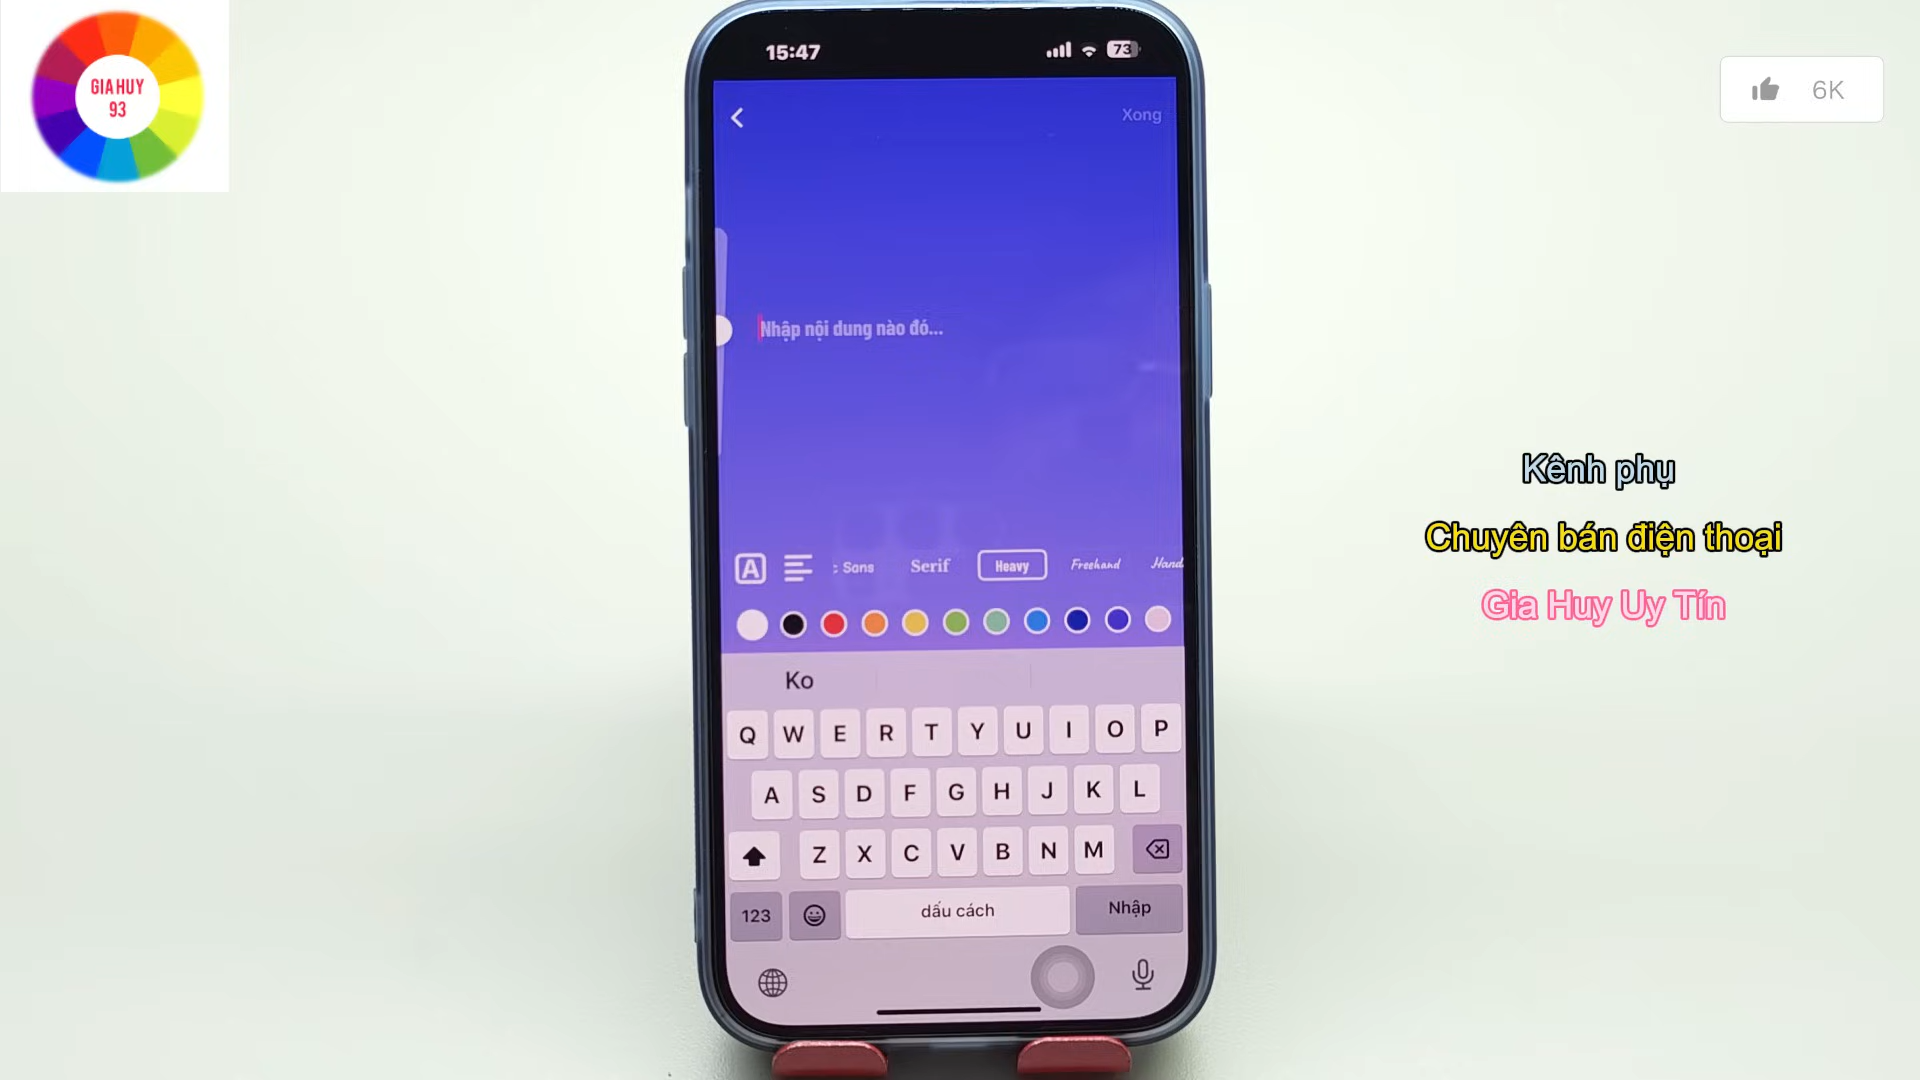 GIA HUY
93
15:47
73
6K
Xong
Nhập nội dung nào đó...
Kênh phụ
Chuyên bán điện thoại
Gia Huy Uy Tín
A
Sans Serif Heavy Freehand Hand
Ko
Q W E R T Y U I O P
A S D F G H J K L
Z X C V B N M
123 dấu cách Nhập